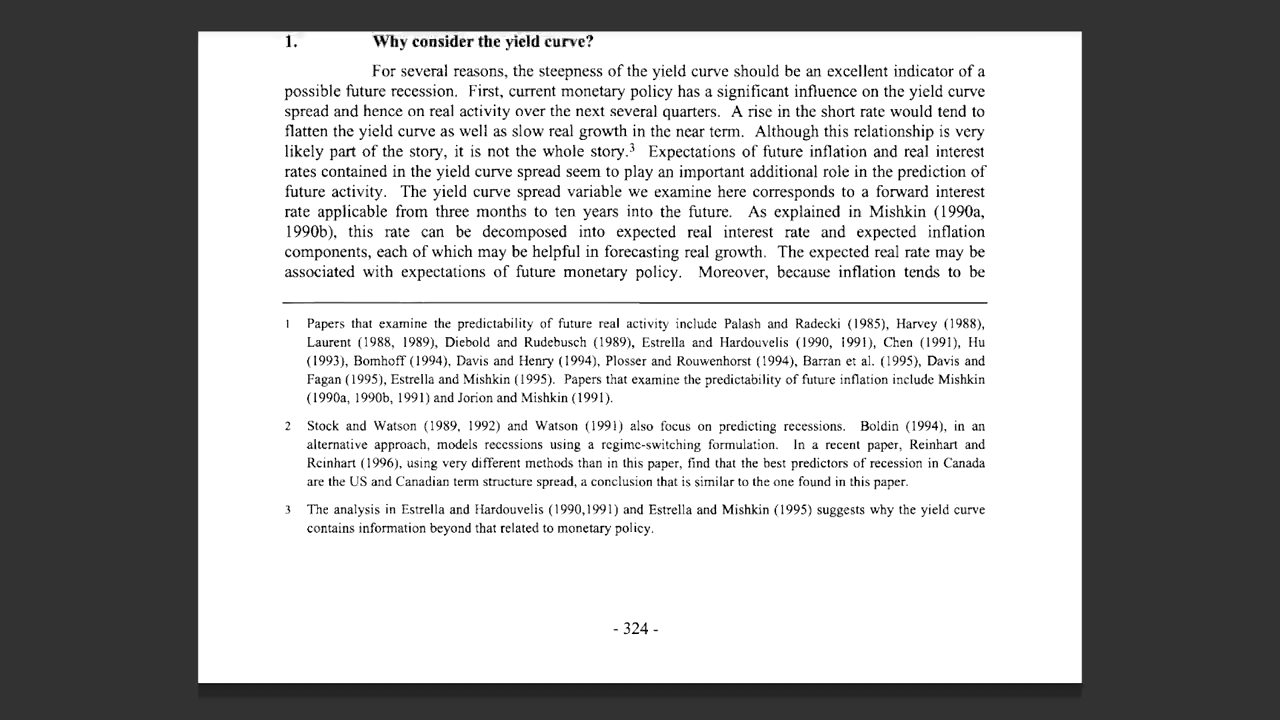 1. Why consider the yield curve?
For several reasons, the steepness of the yield curve should be an excellent indicator of a
possible future recession. First, current monetary policy has a significant influence on the yield curve
spread and hence on real activity over the next several quarters. A rise in the short rate would tend to
flatten the yield curve as well as slow real growth in the near term. Although this relationship is very
likely part of the story, it is not the whole story.3 Expectations of future inflation and real interest
rates contained in the yield curve spread seem to play an important additional role in the prediction of
future activity. The yield curve spread variable we examine here corresponds to a forward interest
rate applicable from three months to ten years into the future. As explained in Mishkin (1990a,
1990b), this rate can be decomposed into expected real interest rate and expected inflation
components, each of which may be helpful in forecasting real growth. The expected real rate may be
associated with expectations of future monetary policy. Moreover, because inflation tends to be
1 Papers that examine the predictability of future real activity include Palash and Radecki (1985), Harvey (1988),
Laurent (1988, 1989), Diebold and Rudebusch (1989), Estrella and Hardouvelis (1990, 1991), Chen (1991), Hu
(1993), Bomhoff (1994), Davis and Henry (1994), Plosser and Rouwenhorst (1994), Barran et al. (1995), Davis and
Fagan (1995), Estrella and Mishkin (1995). Papers that examine the predictability of future inflation include Mishkin
(1990a, 1990b, 1991) and Jorion and Mishkin (1991).
2 Stock and Watson (1989, 1992) and Watson (1991) also focus on predicting recessions. Boldin (1994), in an
alternative approach, models recessions using a regime-switching formulation. In a recent paper, Reinhart and
Reinhart (1996), using very different methods than in this paper, find that the best predictors of recession in Canada
are the US and Canadian term structure spread, a conclusion that is similar to the one found in this paper.
3 The analysis in Estrella and Hardouvelis (1990,1991) and Estrella and Mishkin (1995) suggests why the yield curve
contains information beyond that related to monetary policy.
- 324 -